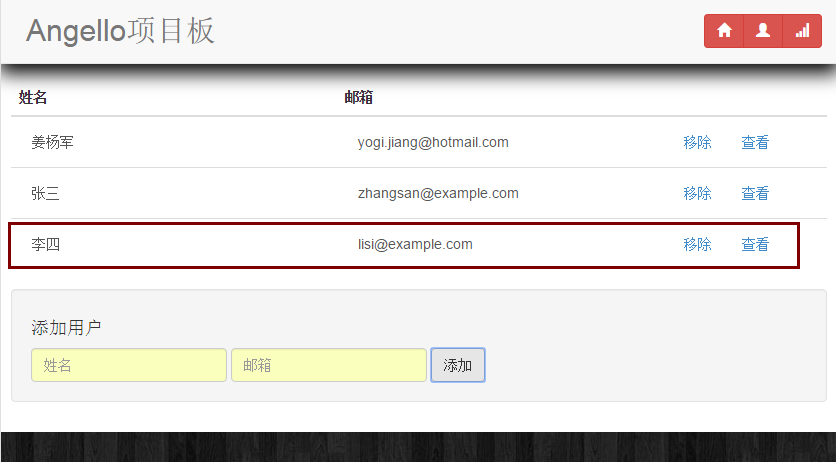 Angello项目板
姓名 邮箱
姜杨军 yogi.jiang@hotmail.com 移除 查看
张三 zhangsan@example.com 移除 查看
李四 lisi@example.com 移除 查看
添加用户
姓名 邮箱 添加